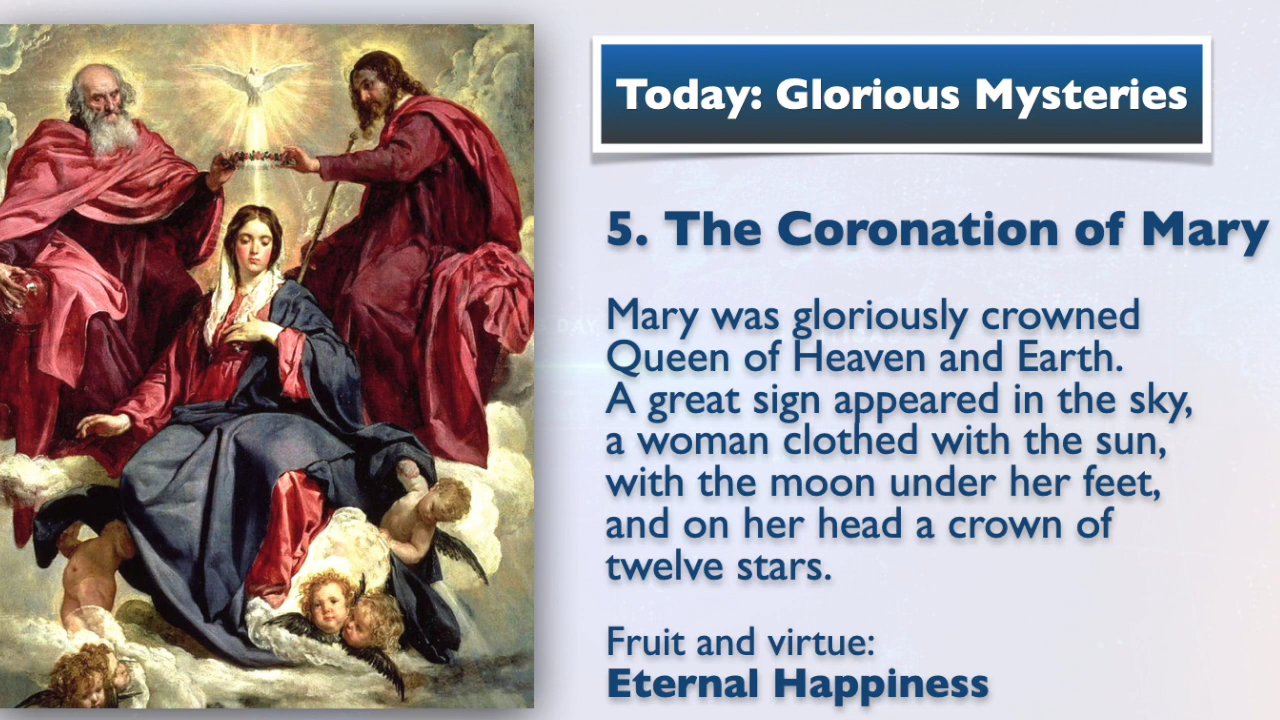 Today: Glorious Mysteries
5. The Coronation of Mary
Mary was gloriously crowned
Queen of Heaven and Earth.
A great sign appeared in the sky,
a woman clothed with the sun,
with the moon under her feet,
and on her head a crown of
twelve stars.
Fruit and virtue:
Eternal Happiness